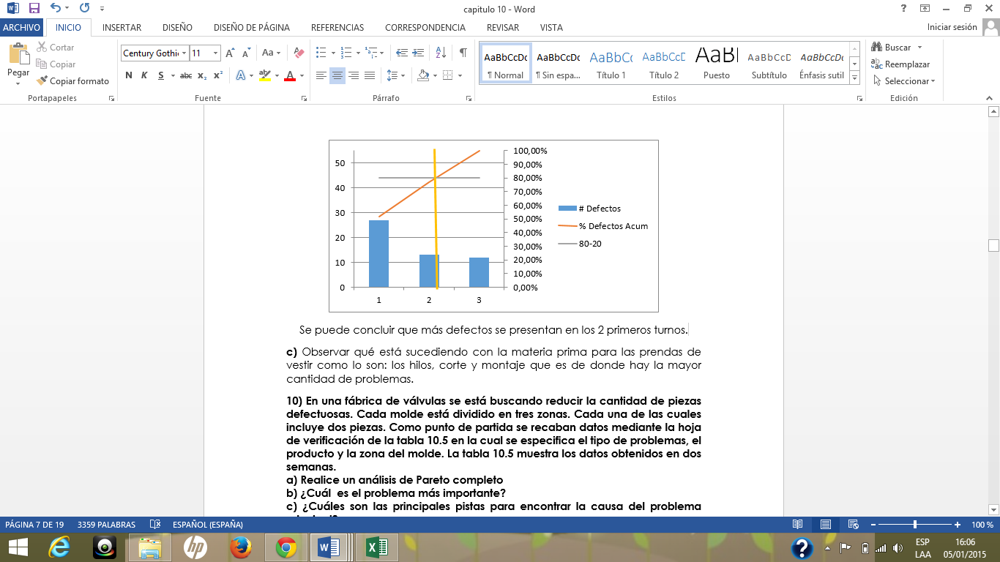 capitulo 10 - Word
ARCHIVO INICIO INSERTAR DISEÑO DISEÑO DE PÁGINA REFERENCIAS CORRESPONDENCIA REVISAR VISTA Iniciar sesión
Pegar
Cortar
Copiar
Copiar formato
Portapapeles
Century Gothi 11
N K S abc x₂ x²
Fuente
Párrafo
AaBbCcDc AaBbCcDc AaBbCc AaBbCcD AaBl AaBbCcD AaBbCcDc
¶ Normal ¶ Sin espa... Título 1 Título 2 Puesto Subtítulo Énfasis sutil
Estilos
Buscar
Reemplazar
Seleccionar
Edición
50
40
30
20
10
0
1 2 3
100,00%
90,00%
80,00%
70,00%
60,00%
50,00%
40,00%
30,00%
20,00%
10,00%
0,00%
# Defectos
% Defectos Acum
80-20
Se puede concluir que más defectos se presentan en los 2 primeros turnos.
c) Observar qué está sucediendo con la materia prima para las prendas de
vestir como lo son: los hilos, corte y montaje que es de donde hay la mayor
cantidad de problemas.
10) En una fábrica de válvulas se está buscando reducir la cantidad de piezas
defectuosas. Cada molde está dividido en tres zonas. Cada una de las cuales
incluye dos piezas. Como punto de partida se recaban datos mediante la hoja
de verificación de la tabla 10.5 en la cual se especifica el tipo de problemas, el
producto y la zona del molde. La tabla 10.5 muestra los datos obtenidos en dos
semanas.
a) Realice un análisis de Pareto completo
b) ¿Cuál  es el problema más importante?
c) ¿Cuáles son las principales pistas para encontrar la causa del problema
PÁGINA 7 DE 19 3359 PALABRAS ESPAÑOL (ESPAÑA) 100 %
ESP
LAA
16:06
05/01/2015